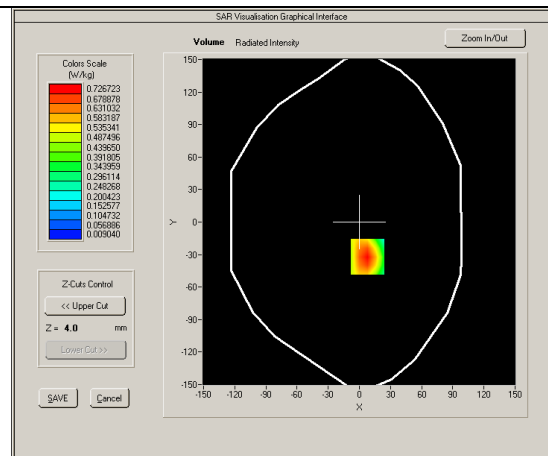 SAR Visualisation Graphical Interface
Volume Radiated Intensity
Zoom In/Out
Colors Scale
(W/kg)
0.726723
0.678878
0.631032
0.583187
0.535341
0.487496
0.439650
0.391805
0.343959
0.296114
0.248268
0.200423
0.152577
0.104732
0.056886
0.009040
Z-Cuts Control
<< Upper Cut
Z = 4.0 mm
Lower Cut >>
SAVE Cancel
150
120
90
60
30
0
-30
-60
-90
-120
-150
Y
-150 -120 -90 -60 -30 0 30 60 90 120 150
X